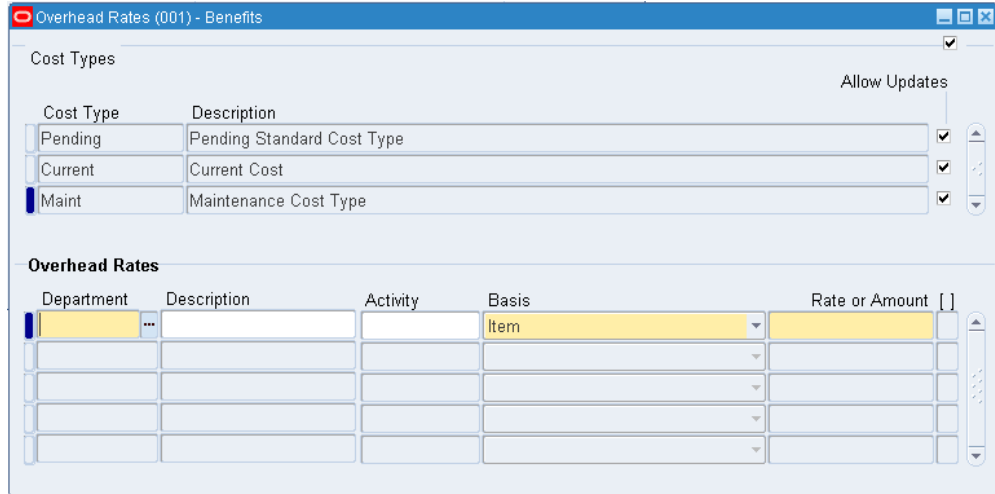 Overhead Rates (001) - Benefits
Cost Types
Allow Updates
Cost Type Description
Pending Pending Standard Cost Type
Current Current Cost
Maint Maintenance Cost Type
Overhead Rates
Department Description Activity Basis Rate or Amount [ ]
Item